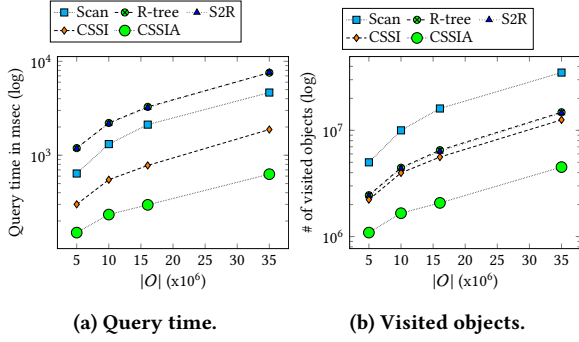 Scan R-tree S2R
CSSI CSSIA
10^4
10^3
Query time in msec (log)
5 10 15 20 25 30 35
|O| (x10^6)
(a) Query time.
Scan R-tree S2R
CSSI CSSIA
10^7
10^6
# of visited objects (log)
5 10 15 20 25 30 35
|O| (x10^6)
(b) Visited objects.